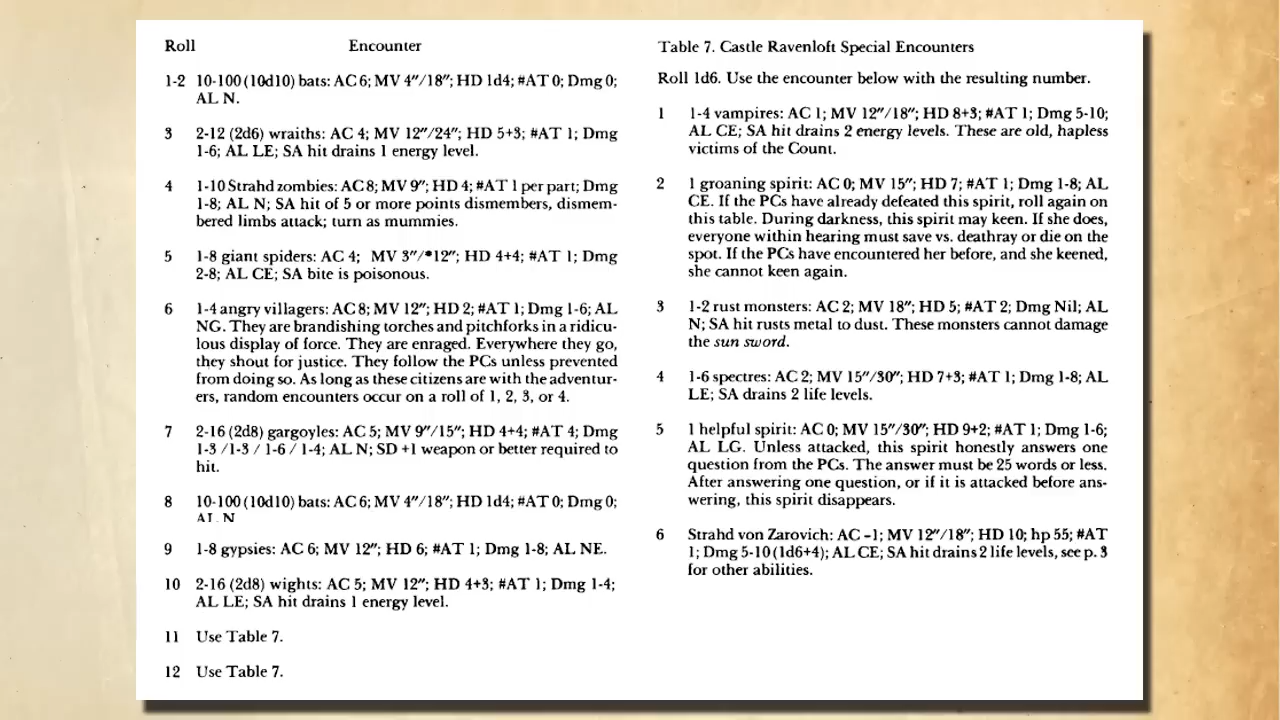 Roll Encounter
1-2 10-100 (10d10) bats: AC 6; MV 4"/18"; HD 1d4; #AT 0; Dmg 0;
AL N.
3 2-12 (2d6) wraiths: AC 4; MV 12"/24"; HD 5+3; #AT 1; Dmg
1-6; AL LE; SA hit drains 1 energy level.
4 1-10 Strahd zombies: AC 8; MV 9"; HD 4; #AT 1 per part; Dmg
1-8; AL N; SA hit of 5 or more points dismembers, dismem-
bered limbs attack; turn as mummies.
5 1-8 giant spiders: AC 4; MV 3"/*12"; HD 4+4; #AT 1; Dmg
2-8; AL CE; SA bite is poisonous.
6 1-4 angry villagers: AC 8; MV 12"; HD 2; #AT 1; Dmg 1-6; AL
NG. They are brandishing torches and pitchforks in a ridicu-
lous display of force. They are enraged. Everywhere they go,
they shout for justice. They follow the PCs unless prevented
from doing so. As long as these citizens are with the adventur-
ers, random encounters occur on a roll of 1, 2, 3, or 4.
7 2-16 (2d8) gargoyles: AC 5; MV 9"/15"; HD 4+4; #AT 4; Dmg
1-3 /1-3 / 1-6 / 1-4; AL N; SD +1 weapon or better required to
hit.
8 10-100 (10d10) bats: AC 6; MV 4"/18"; HD 1d4; #AT 0; Dmg 0;
AL N
9 1-8 gypsies: AC 6; MV 12"; HD 6; #AT 1; Dmg 1-8; AL NE.
10 2-16 (2d8) wights: AC 5; MV 12"; HD 4+3; #AT 1; Dmg 1-4;
AL LE; SA hit drains 1 energy level.
11 Use Table 7.
12 Use Table 7.
Table 7. Castle Ravenloft Special Encounters
Roll 1d6. Use the encounter below with the resulting number.
1 1-4 vampires: AC 1; MV 12"/18"; HD 8+3; #AT 1; Dmg 5-10;
AL CE; SA hit drains 2 energy levels. These are old, hapless
victims of the Count.
2 1 groaning spirit: AC 0; MV 15"; HD 7; #AT 1; Dmg 1-8; AL
CE. If the PCs have already defeated this spirit, roll again on
this table. During darkness, this spirit may keen. If she does,
everyone within hearing must save vs. deathray or die on the
spot. If the PCs have encountered her before, and she keened,
she cannot keen again.
3 1-2 rust monsters: AC 2; MV 18"; HD 5; #AT 2; Dmg Nil; AL
N; SA hit rusts metal to dust. These monsters cannot damage
the sun sword.
4 1-6 spectres: AC 2; MV 15"/30"; HD 7+3; #AT 1; Dmg 1-8; AL
LE; SA drains 2 life levels.
5 1 helpful spirit: AC 0; MV 15"/30"; HD 9+2; #AT 1; Dmg 1-6;
AL LG. Unless attacked, this spirit honestly answers one
question from the PCs. The answer must be 25 words or less.
After answering one question, or if it is attacked before ans-
wering, this spirit disappears.
6 Strahd von Zarovich: AC -1; MV 12"/18"; HD 10; hp 55; #AT
1; Dmg 5-10 (1d6+4); AL CE; SA hit drains 2 life levels, see p. 3
for other abilities.